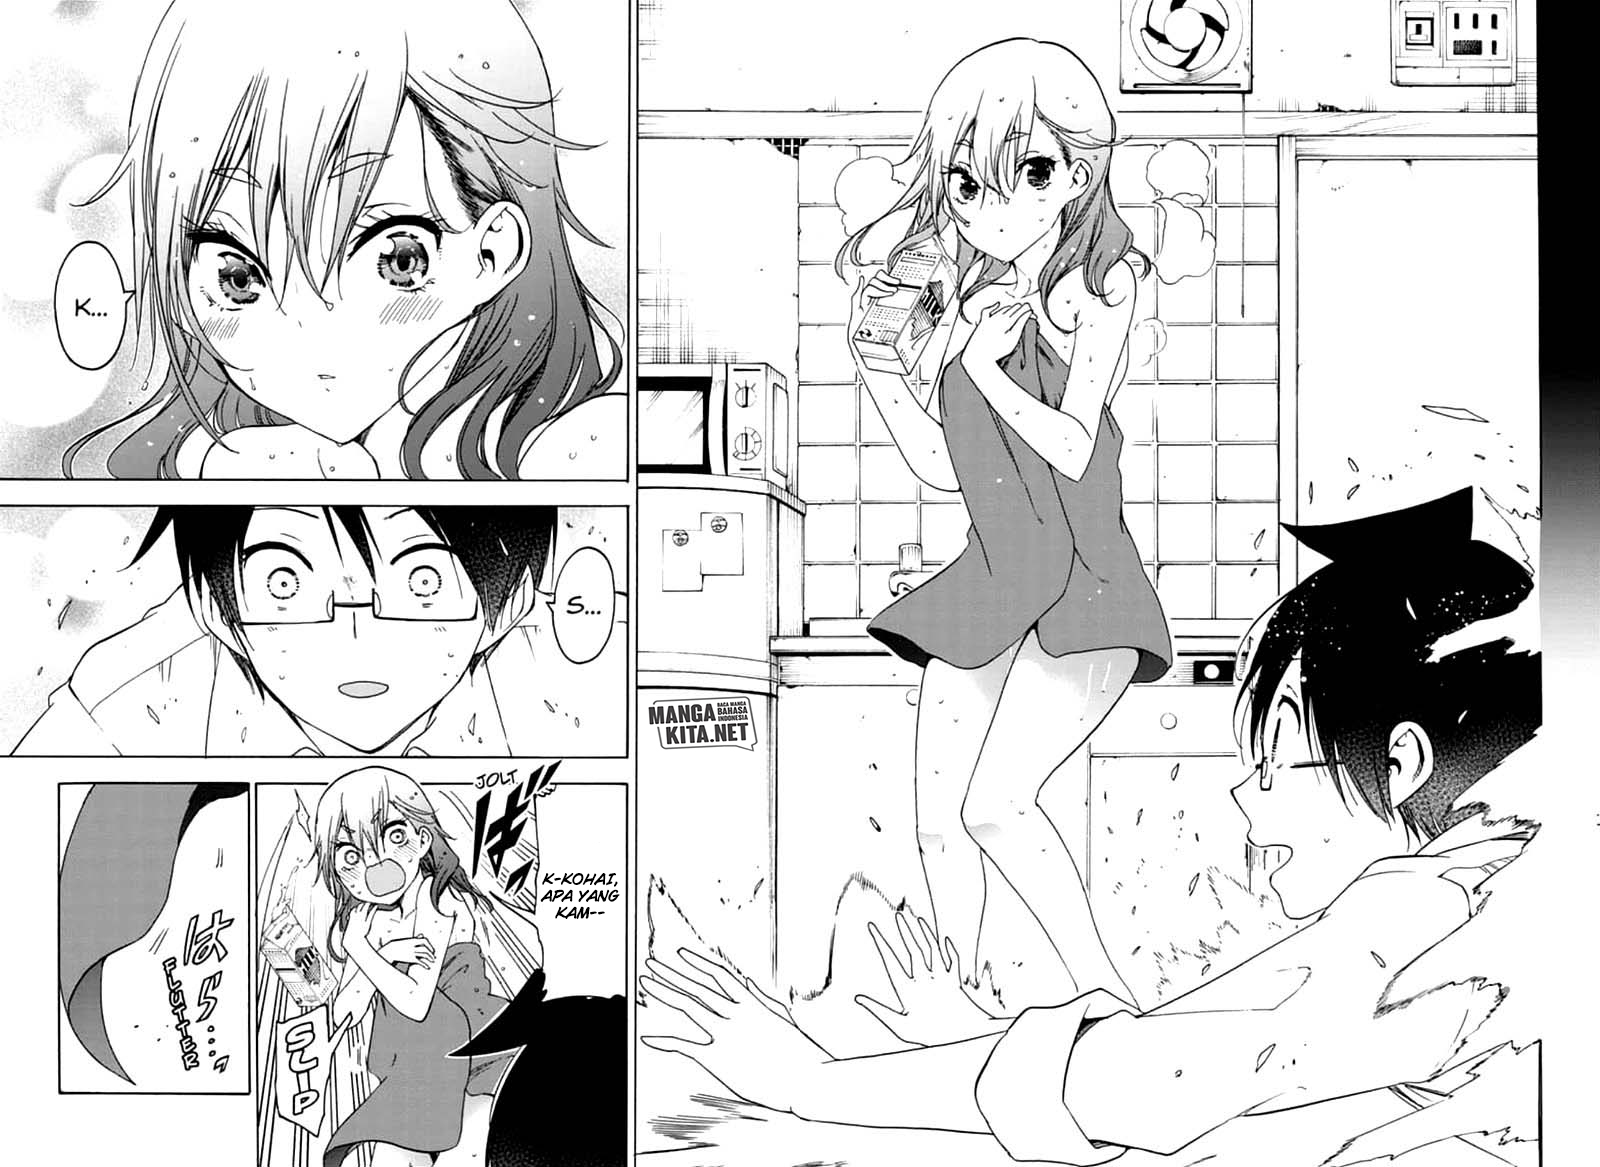 MANGA
KITA.NET
BACA MANGA
BAHASA
INDONESIA
K...
S...
JOLT
ば
K-KOHAI,
APA YANG
KAM--
SLIP
はら....
FLUTTER